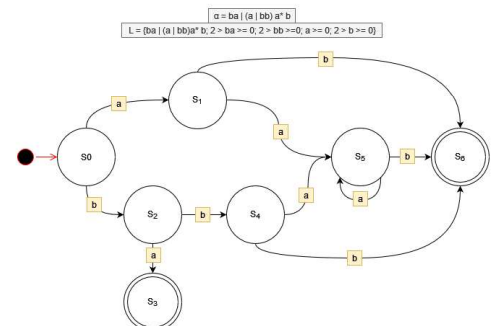 α = ba | (a | bb) a* b
L = {ba | (a | bb)a* b; 2 > ba >= 0; 2 > bb >=0; a >= 0; 2 > b >= 0}
b
a
S1
a
S0
S5
b
S6
b
S2
b
S4
a
a
a
b
S3